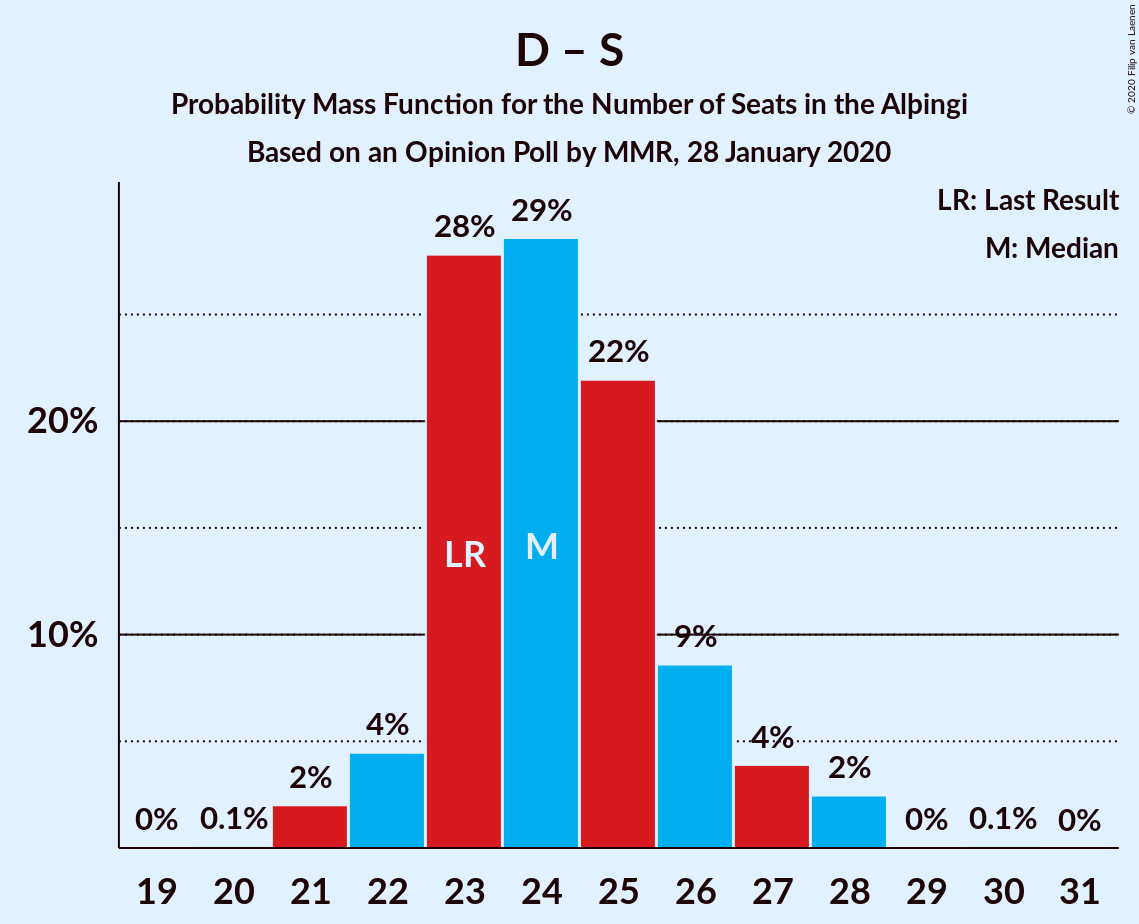 D – S
Probability Mass Function for the Number of Seats in the Alþingi
Based on an Opinion Poll by MMR, 28 January 2020
© 2020 Filip van Laenen
LR: Last Result
M: Median
20%
10%
0% 0.1% 2% 4% 28% 29% 22% 9% 4% 2% 0% 0.1% 0%
LR M
19 20 21 22 23 24 25 26 27 28 29 30 31